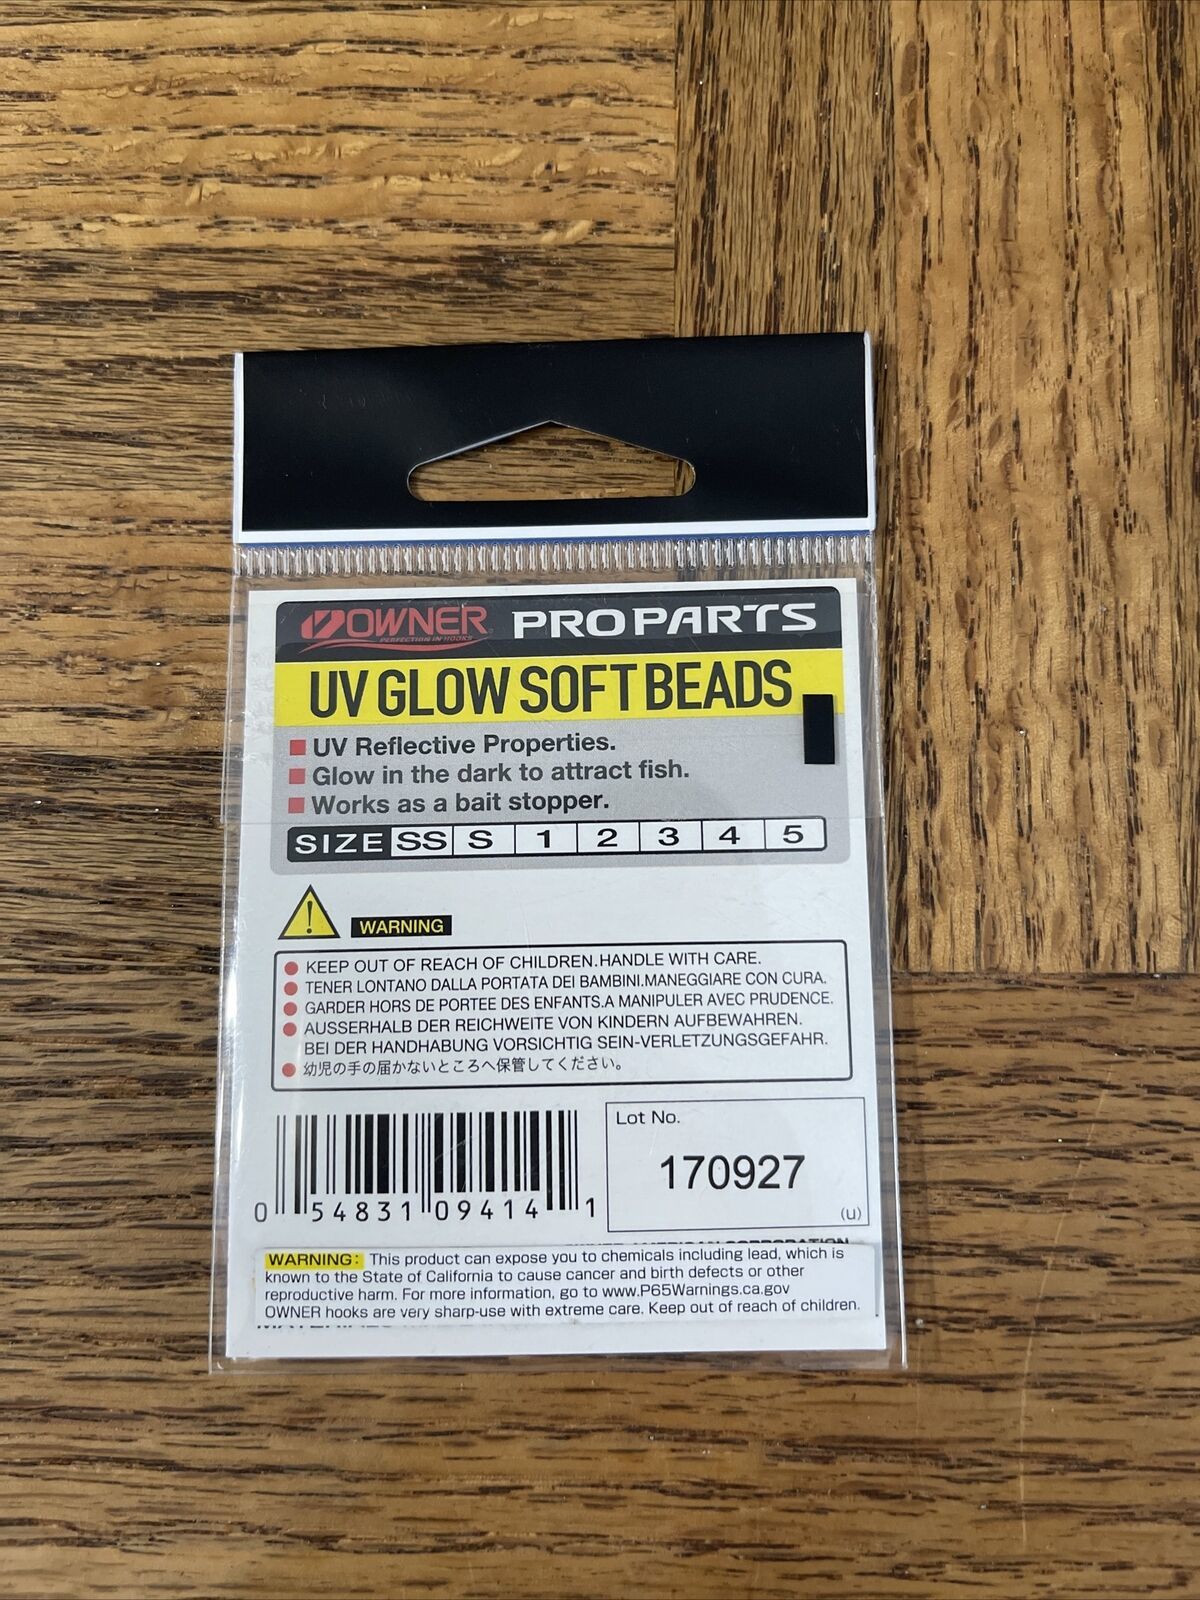 OWNER PROPARTS
PERFECTION IN HOOKS
UV GLOW SOFT BEADS
UV Reflective Properties.
Glow in the dark to attract fish.
Works as a bait stopper.
SIZE SS S 1 2 3 4 5
WARNING
KEEP OUT OF REACH OF CHILDREN.HANDLE WITH CARE.
TENER LONTANO DALLA PORTATA DEI BAMBINI.MANEGGIARE CON CURA.
GARDER HORS DE PORTEE DES ENFANTS.A MANIPULER AVEC PRUDENCE.
AUSSERHALB DER REICHWEITE VON KINDERN AUFBEWAHREN.
BEI DER HANDHABUNG VORSICHTIG SEIN-VERLETZUNGSGEFAHR.
幼児の手の届かないところへ保管してください。
Lot No.
170927
(u)
0 54831 09414 1
AMERICAN CORPORATION
WARNING: This product can expose you to chemicals including lead, which is
known to the State of California to cause cancer and birth defects or other
reproductive harm. For more information, go to www.P65Warnings.ca.gov
OWNER hooks are very sharp-use with extreme care. Keep out of reach of children.